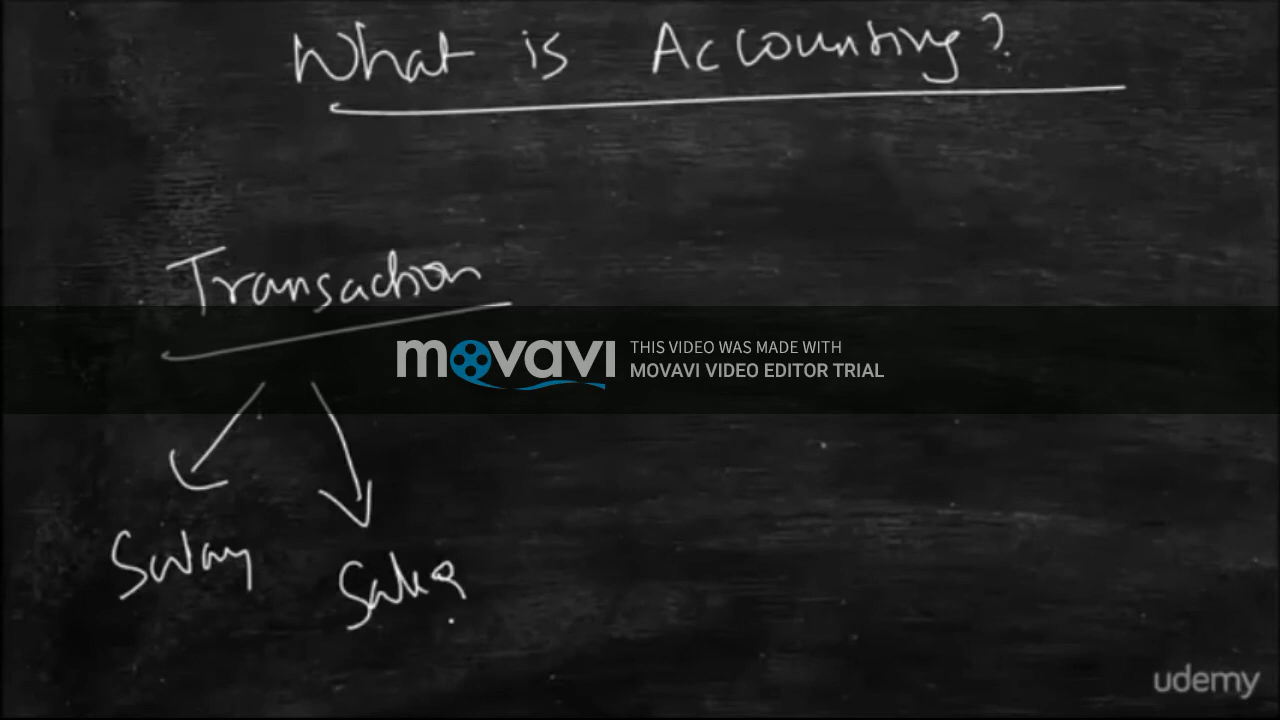 What is Accounting?
Transaction
movavi
THIS VIDEO WAS MADE WITH
MOVAVI VIDEO EDITOR TRIAL
Salary
Sales
udemy